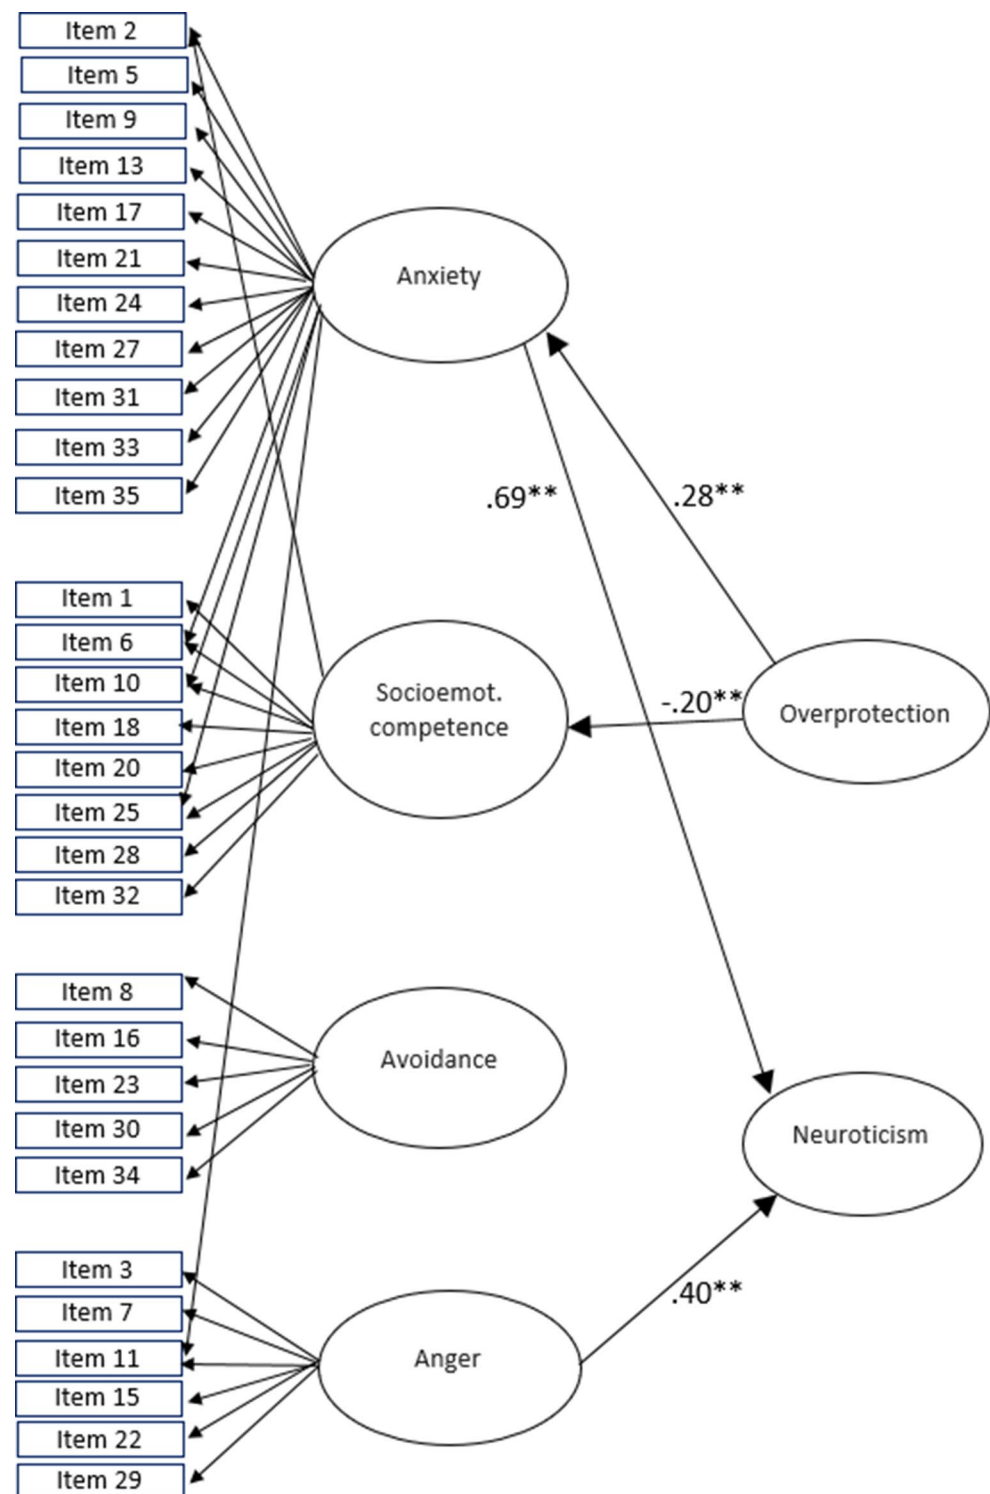 Item 2
Item 5
Item 9
Item 13
Item 17
Item 21
Item 24
Item 27
Item 31
Item 33
Item 35
Anxiety
.69**
.28**
Item 1
Item 6
Item 10
Item 18
Item 20
Item 25
Item 28
Item 32
Socioemot.
competence
-.20**
Overprotection
Item 8
Item 16
Item 23
Item 30
Item 34
Avoidance
Neuroticism
Item 3
Item 7
Item 11
Item 15
Item 22
Item 29
Anger
.40**